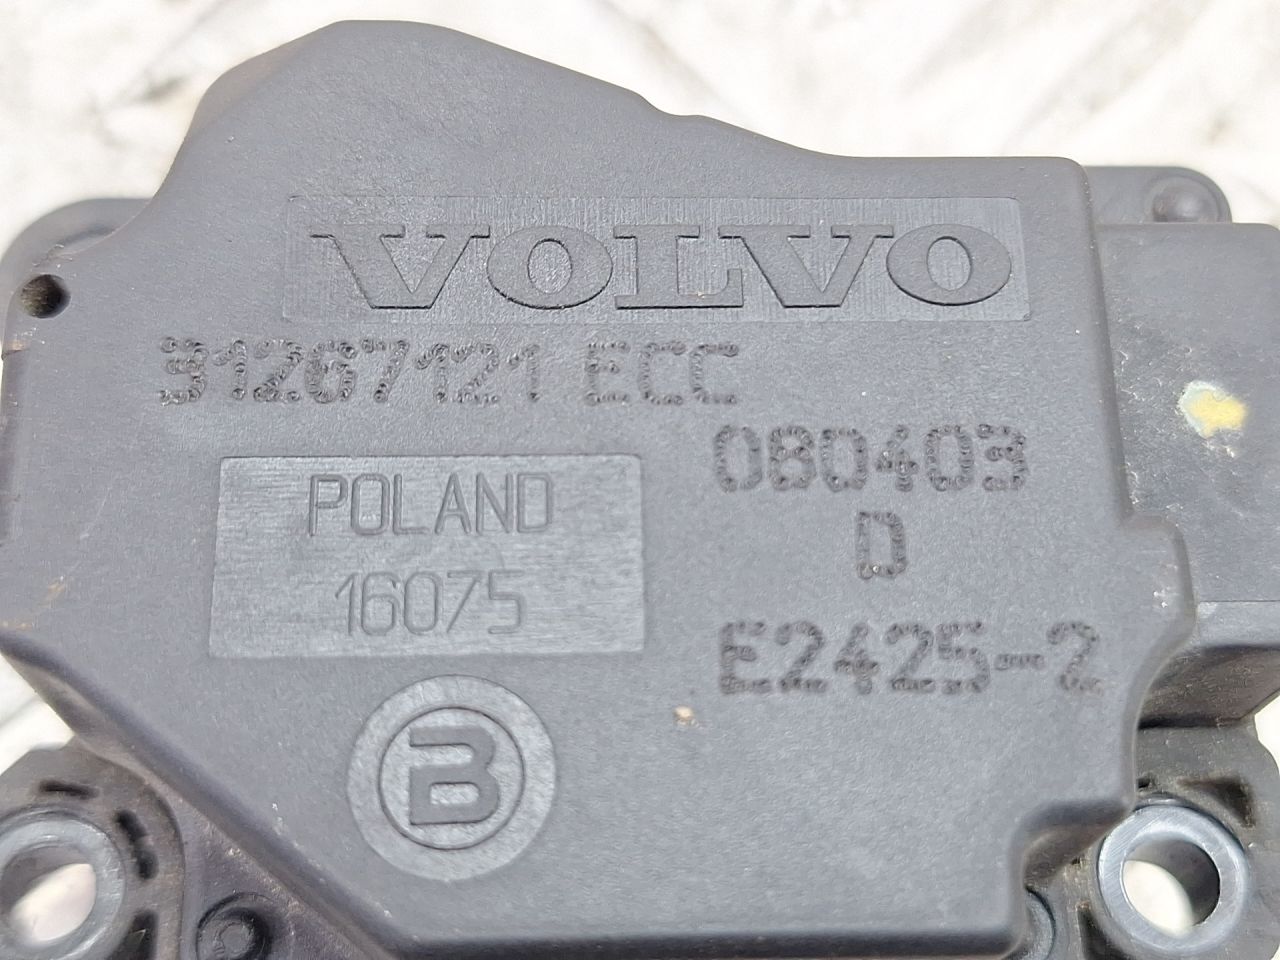 VOLVO
31267121 ECC
080403
D
POLAND
16075
E2425-2
B